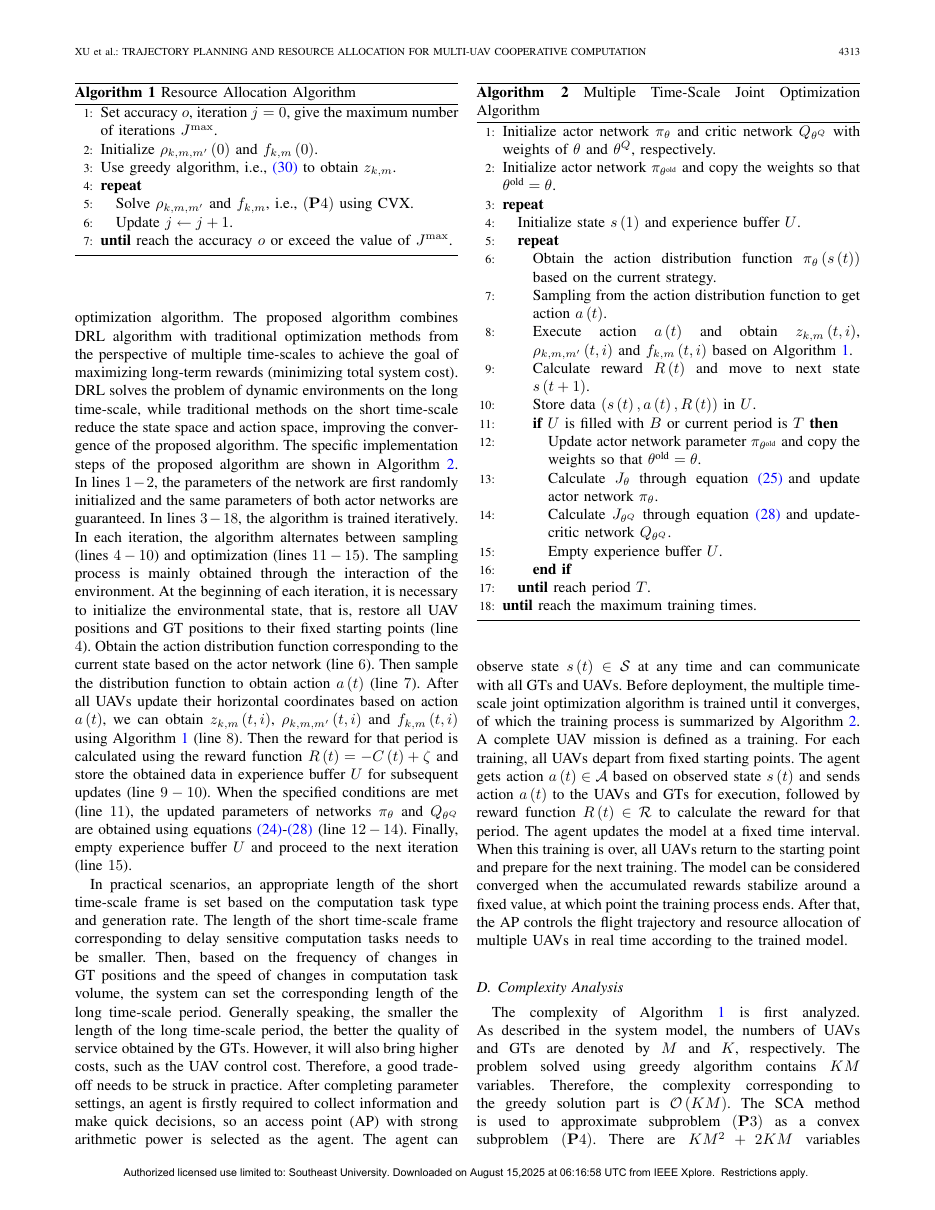 XU et al.: TRAJECTORY PLANNING AND RESOURCE ALLOCATION FOR MULTI-UAV COOPERATIVE COMPUTATION 4313
Algorithm 1 Resource Allocation Algorithm
1: Set accuracy o, iteration j = 0, give the maximum number
of iterations J^max.
2: Initialize ρ_{k,m,m′} (0) and f_{k,m} (0).
3: Use greedy algorithm, i.e., (30) to obtain z_{k,m}.
4: repeat
5: Solve ρ_{k,m,m′} and f_{k,m}, i.e., (P4) using CVX.
6: Update j ← j + 1.
7: until reach the accuracy o or exceed the value of J^max.
optimization algorithm. The proposed algorithm combines
DRL algorithm with traditional optimization methods from
the perspective of multiple time-scales to achieve the goal of
maximizing long-term rewards (minimizing total system cost).
DRL solves the problem of dynamic environments on the long
time-scale, while traditional methods on the short time-scale
reduce the state space and action space, improving the conver-
gence of the proposed algorithm. The specific implementation
steps of the proposed algorithm are shown in Algorithm 2.
In lines 1−2, the parameters of the network are first randomly
initialized and the same parameters of both actor networks are
guaranteed. In lines 3−18, the algorithm is trained iteratively.
In each iteration, the algorithm alternates between sampling
(lines 4 − 10) and optimization (lines 11 − 15). The sampling
process is mainly obtained through the interaction of the
environment. At the beginning of each iteration, it is necessary
to initialize the environmental state, that is, restore all UAV
positions and GT positions to their fixed starting points (line
4). Obtain the action distribution function corresponding to the
current state based on the actor network (line 6). Then sample
the distribution function to obtain action a (t) (line 7). After
all UAVs update their horizontal coordinates based on action
a (t), we can obtain z_{k,m} (t, i), ρ_{k,m,m′} (t, i) and f_{k,m} (t, i)
using Algorithm 1 (line 8). Then the reward for that period is
calculated using the reward function R (t) = −C (t) + ζ and
store the obtained data in experience buffer U for subsequent
updates (line 9 − 10). When the specified conditions are met
(line 11), the updated parameters of networks π_θ and Q_{θ^Q}
are obtained using equations (24)-(28) (line 12 − 14). Finally,
empty experience buffer U and proceed to the next iteration
(line 15).
In practical scenarios, an appropriate length of the short
time-scale frame is set based on the computation task type
and generation rate. The length of the short time-scale frame
corresponding to delay sensitive computation tasks needs to
be smaller. Then, based on the frequency of changes in
GT positions and the speed of changes in computation task
volume, the system can set the corresponding length of the
long time-scale period. Generally speaking, the smaller the
length of the long time-scale period, the better the quality of
service obtained by the GTs. However, it will also bring higher
costs, such as the UAV control cost. Therefore, a good trade-
off needs to be struck in practice. After completing parameter
settings, an agent is firstly required to collect information and
make quick decisions, so an access point (AP) with strong
arithmetic power is selected as the agent. The agent can
Algorithm 2 Multiple Time-Scale Joint Optimization
Algorithm
1: Initialize actor network π_θ and critic network Q_{θ^Q} with
weights of θ and θ^Q, respectively.
2: Initialize actor network π_{θ^old} and copy the weights so that
θ^old = θ.
3: repeat
4: Initialize state s (1) and experience buffer U.
5: repeat
6: Obtain the action distribution function π_θ (s (t))
based on the current strategy.
7: Sampling from the action distribution function to get
action a (t).
8: Execute action a (t) and obtain z_{k,m} (t, i),
ρ_{k,m,m′} (t, i) and f_{k,m} (t, i) based on Algorithm 1.
9: Calculate reward R (t) and move to next state
s (t + 1).
10: Store data (s (t) , a (t) , R (t)) in U.
11: if U is filled with B or current period is T then
12: Update actor network parameter π_{θ^old} and copy the
weights so that θ^old = θ.
13: Calculate J_θ through equation (25) and update
actor network π_θ.
14: Calculate J_{θ^Q} through equation (28) and update-
critic network Q_{θ^Q}.
15: Empty experience buffer U.
16: end if
17: until reach period T.
18: until reach the maximum training times.
observe state s (t) ∈ S at any time and can communicate
with all GTs and UAVs. Before deployment, the multiple time-
scale joint optimization algorithm is trained until it converges,
of which the training process is summarized by Algorithm 2.
A complete UAV mission is defined as a training. For each
training, all UAVs depart from fixed starting points. The agent
gets action a (t) ∈ A based on observed state s (t) and sends
action a (t) to the UAVs and GTs for execution, followed by
reward function R (t) ∈ R to calculate the reward for that
period. The agent updates the model at a fixed time interval.
When this training is over, all UAVs return to the starting point
and prepare for the next training. The model can be considered
converged when the accumulated rewards stabilize around a
fixed value, at which point the training process ends. After that,
the AP controls the flight trajectory and resource allocation of
multiple UAVs in real time according to the trained model.
D. Complexity Analysis
The complexity of Algorithm 1 is first analyzed.
As described in the system model, the numbers of UAVs
and GTs are denoted by M and K, respectively. The
problem solved using greedy algorithm contains KM
variables. Therefore, the complexity corresponding to
the greedy solution part is O (KM). The SCA method
is used to approximate subproblem (P3) as a convex
subproblem (P4). There are KM² + 2KM variables
Authorized licensed use limited to: Southeast University. Downloaded on August 15,2025 at 06:16:58 UTC from IEEE Xplore. Restrictions apply.